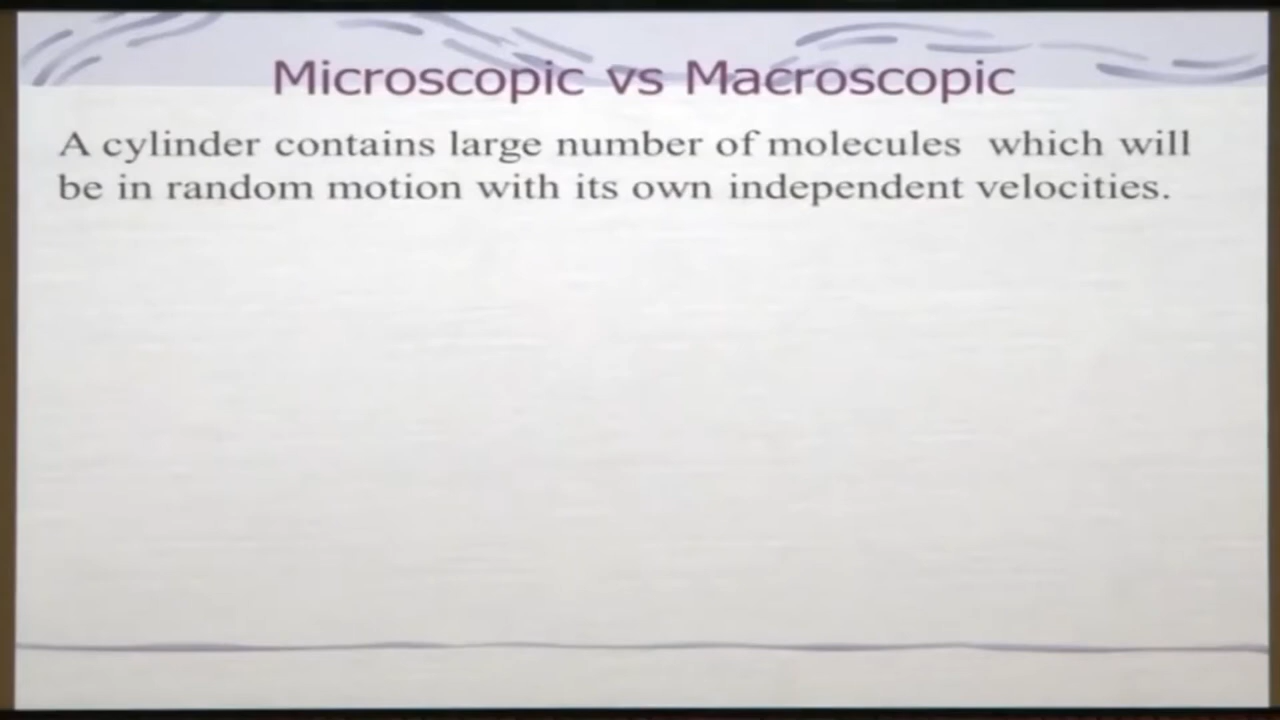 Microscopic vs Macroscopic
A cylinder contains large number of molecules which will
be in random motion with its own independent velocities.